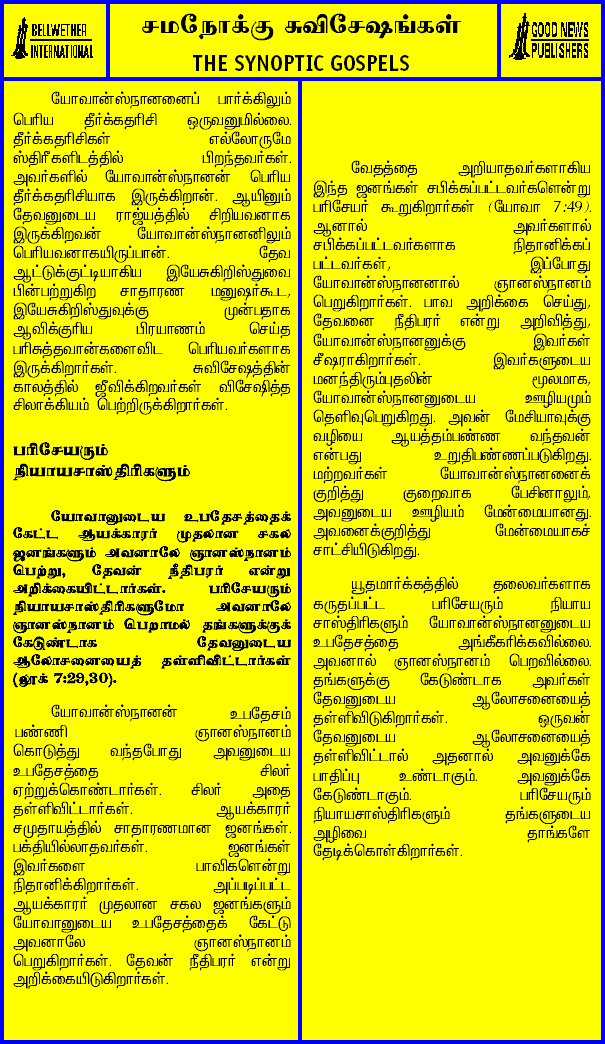 BELLWETHER
INTERNATIONAL
சமநோக்கு சுவிசேஷங்கள்
THE SYNOPTIC GOSPELS
GOOD NEWS
PUBLISHERS
யோவான்ஸ்நானனைப் பார்க்கிலும்
பெரிய தீர்க்கதரிசி ஒருவனுமில்லை.
தீர்க்கதரிசிகள் எல்லோருமே
ஸ்திரீகளிடத்தில் பிறந்தவர்கள்.
அவர்களில் யோவான்ஸ்நானன் பெரிய
தீர்க்கதரிசியாக இருக்கிறான். ஆயினும்
தேவனுடைய ராஜ்யத்தில் சிறியவனாக
இருக்கிறவன் யோவான்ஸ்நானனிலும்
பெரியவனாகயிருப்பான். தேவ
ஆட்டுக்குட்டியாகிய இயேசுகிறிஸ்துவை
பின்பற்றுகிற சாதாரண மனுஷர்கூட,
இயேசுகிறிஸ்துவுக்கு முன்பதாக
ஆவிக்குரிய பிரயாணம் செய்த
பரிசுத்தவான்களைவிட பெரியவர்களாக
இருக்கிறார்கள். சுவிசேஷத்தின்
காலத்தில் ஜீவிக்கிறவர்கள் விசேஷித்த
சிலாக்கியம் பெற்றிருக்கிறார்கள்.
பரிசேயரும்
நியாயசாஸ்திரிகளும்
யோவானுடைய உபதேசத்தைக்
கேட்ட ஆயக்காரர் முதலான சகல
ஜனங்களும் அவனாலே ஞானஸ்நானம்
பெற்று, தேவன் நீதிபரர் என்று
அறிக்கையிட்டார்கள். பரிசேயரும்
நியாயசாஸ்திரிகளுமோ அவனாலே
ஞானஸ்நானம் பெறாமல் தங்களுக்குக்
கேடுண்டாக தேவனுடைய
ஆலோசனையைத் தள்ளிவிட்டார்கள்
(லூக் 7:29,30).
யோவான்ஸ்நானன் உபதேசம்
பண்ணி ஞானஸ்நானம்
கொடுத்து வந்தபோது அவனுடைய
உபதேசத்தை சிலர்
ஏற்றுக்கொண்டார்கள். சிலர் அதை
தள்ளிவிட்டார்கள். ஆயக்காரர்
சமுதாயத்தில் சாதாரணமான ஜனங்கள்.
பக்தியில்லாதவர்கள். ஜனங்கள்
இவர்களை பாவிகளென்று
நிதானிக்கிறார்கள். அப்படிப்பட்ட
ஆயக்காரர் முதலான சகல ஜனங்களும்
யோவானுடைய உபதேசத்தைக் கேட்டு
அவனாலே ஞானஸ்நானம்
பெறுகிறார்கள். தேவன் நீதிபரர் என்று
அறிக்கையிடுகிறார்கள்.
வேதத்தை அறியாதவர்களாகிய
இந்த ஜனங்கள் சபிக்கப்பட்டவர்களென்று
பரிசேயர் கூறுகிறார்கள் (யோவா 7:49).
ஆனால் அவர்களால்
சபிக்கப்பட்டவர்களாக நிதானிக்கப்
பட்டவர்கள், இப்போது
யோவான்ஸ்நானனால் ஞானஸ்நானம்
பெறுகிறார்கள். பாவ அறிக்கை செய்து,
தேவனை நீதிபரர் என்று அறிவித்து,
யோவான்ஸ்நானனுக்கு இவர்கள்
சீஷராகிறார்கள். இவர்களுடைய
மனந்திரும்புதலின் மூலமாக,
யோவான்ஸ்நானனுடைய ஊழியமும்
தெளிவுபெறுகிறது. அவன் மேசியாவுக்கு
வழியை ஆயத்தம்பண்ண வந்தவன்
என்பது உறுதிபண்ணப்படுகிறது.
மற்றவர்கள் யோவான்ஸ்நானனைக்
குறித்து குறைவாக பேசினாலும்,
அவனுடைய ஊழியம் மேன்மையானது.
அவனைக்குறித்து மேன்மையாகச்
சாட்சியிடுகிறது.
யூதமார்க்கத்தில் தலைவர்களாக
கருதப்பட்ட பரிசேயரும் நியாய
சாஸ்திரிகளும் யோவான்ஸ்நானனுடைய
உபதேசத்தை அங்கீகரிக்கவில்லை.
அவனால் ஞானஸ்நானம் பெறவில்லை.
தங்களுக்கு கேடுண்டாக அவர்கள்
தேவனுடைய ஆலோசனையைத்
தள்ளிவிடுகிறார்கள். ஒருவன்
தேவனுடைய ஆலோசனையைத்
தள்ளிவிட்டால் அதனால் அவனுக்கே
பாதிப்பு உண்டாகும். அவனுக்கே
கேடுண்டாகும். பரிசேயரும்
நியாயசாஸ்திரிகளும் தங்களுடைய
அழிவை தாங்களே
தேடிக்கொள்கிறார்கள்.